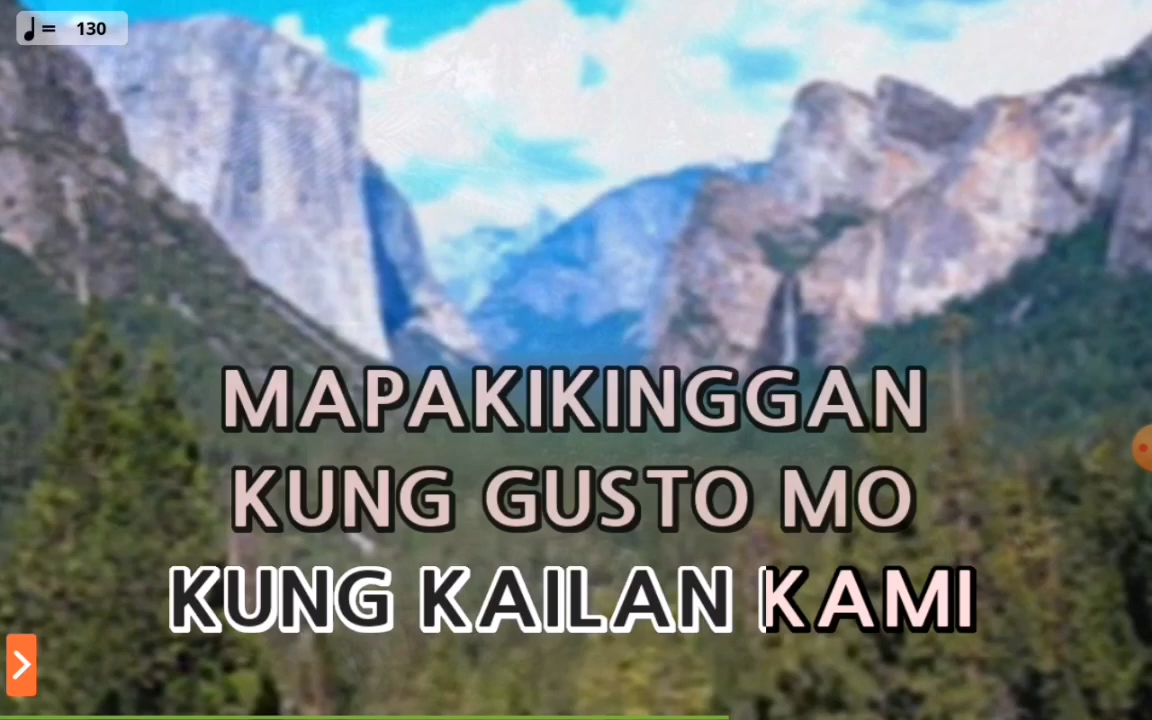 ♩ = 130
MAPAKIKINGGAN
KUNG GUSTO MO
KUNG KAILAN KAMI